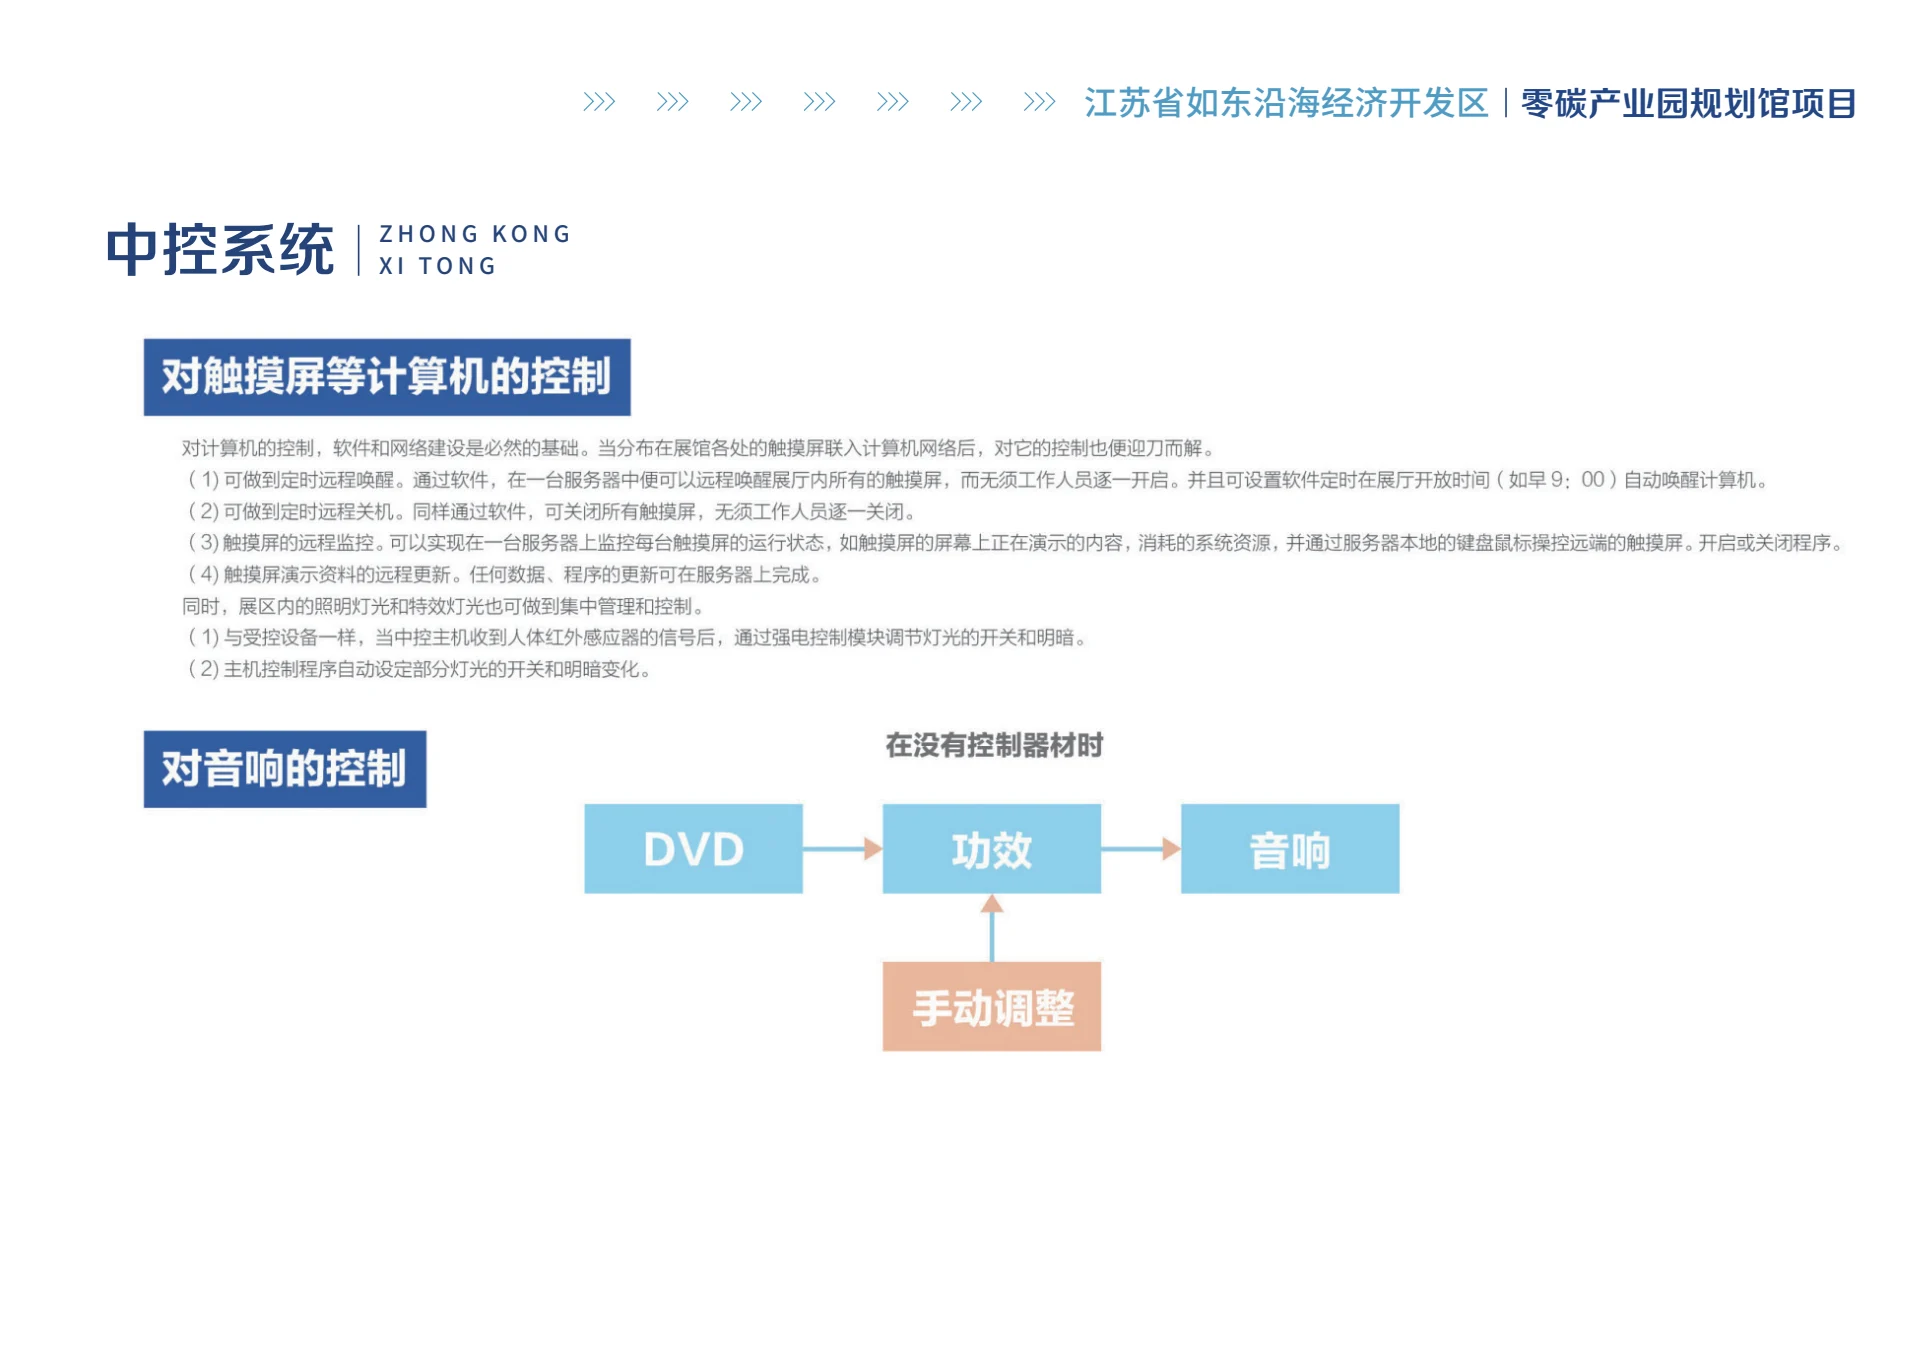 江苏省如东沿海经济开发区|零碳产业园规划馆项目
中控系统
ZHONG KONG
XI TONG
对触摸屏等计算机的控制
对计算机的控制，软件和网络建设是必然的基础。当分布在展馆各处的触摸屏联入计算机网络后，对它的控制也便迎刀而解。
（1)可做到定时远程唤醒。通过软件，在一台服务器中便可以远程唤醒展厅内所有的触摸屏，而无须工作人员逐一开启。并且可设置软件定时在展厅开放时间（如早9：00）自动唤醒计算机。
（2)可做到定时远程关机。同样通过软件，可关闭所有触摸屏，无须工作人员逐一关闭。
（3)触摸屏的远程监控。可以实现在一台服务器上监控每台触摸屏的运行状态，如触摸屏的屏幕上正在演示的内容，消耗的系统资源，并通过服务器本地的键盘鼠标操控远端的触摸屏。开启或关闭程序。
（4)触摸屏演示资料的远程更新。任何数据、程序的更新可在服务器上完成。
同时，展区内的照明灯光和特效灯光也可做到集中管理和控制。
（1)与受控设备一样，当中控主机收到人体红外感应器的信号后，通过强电控制模块调节灯光的开关和明暗。
（2)主机控制程序自动设定部分灯光的开关和明暗变化。
对音响的控制
在没有控制器材时
DVD
功效
音响
手动调整